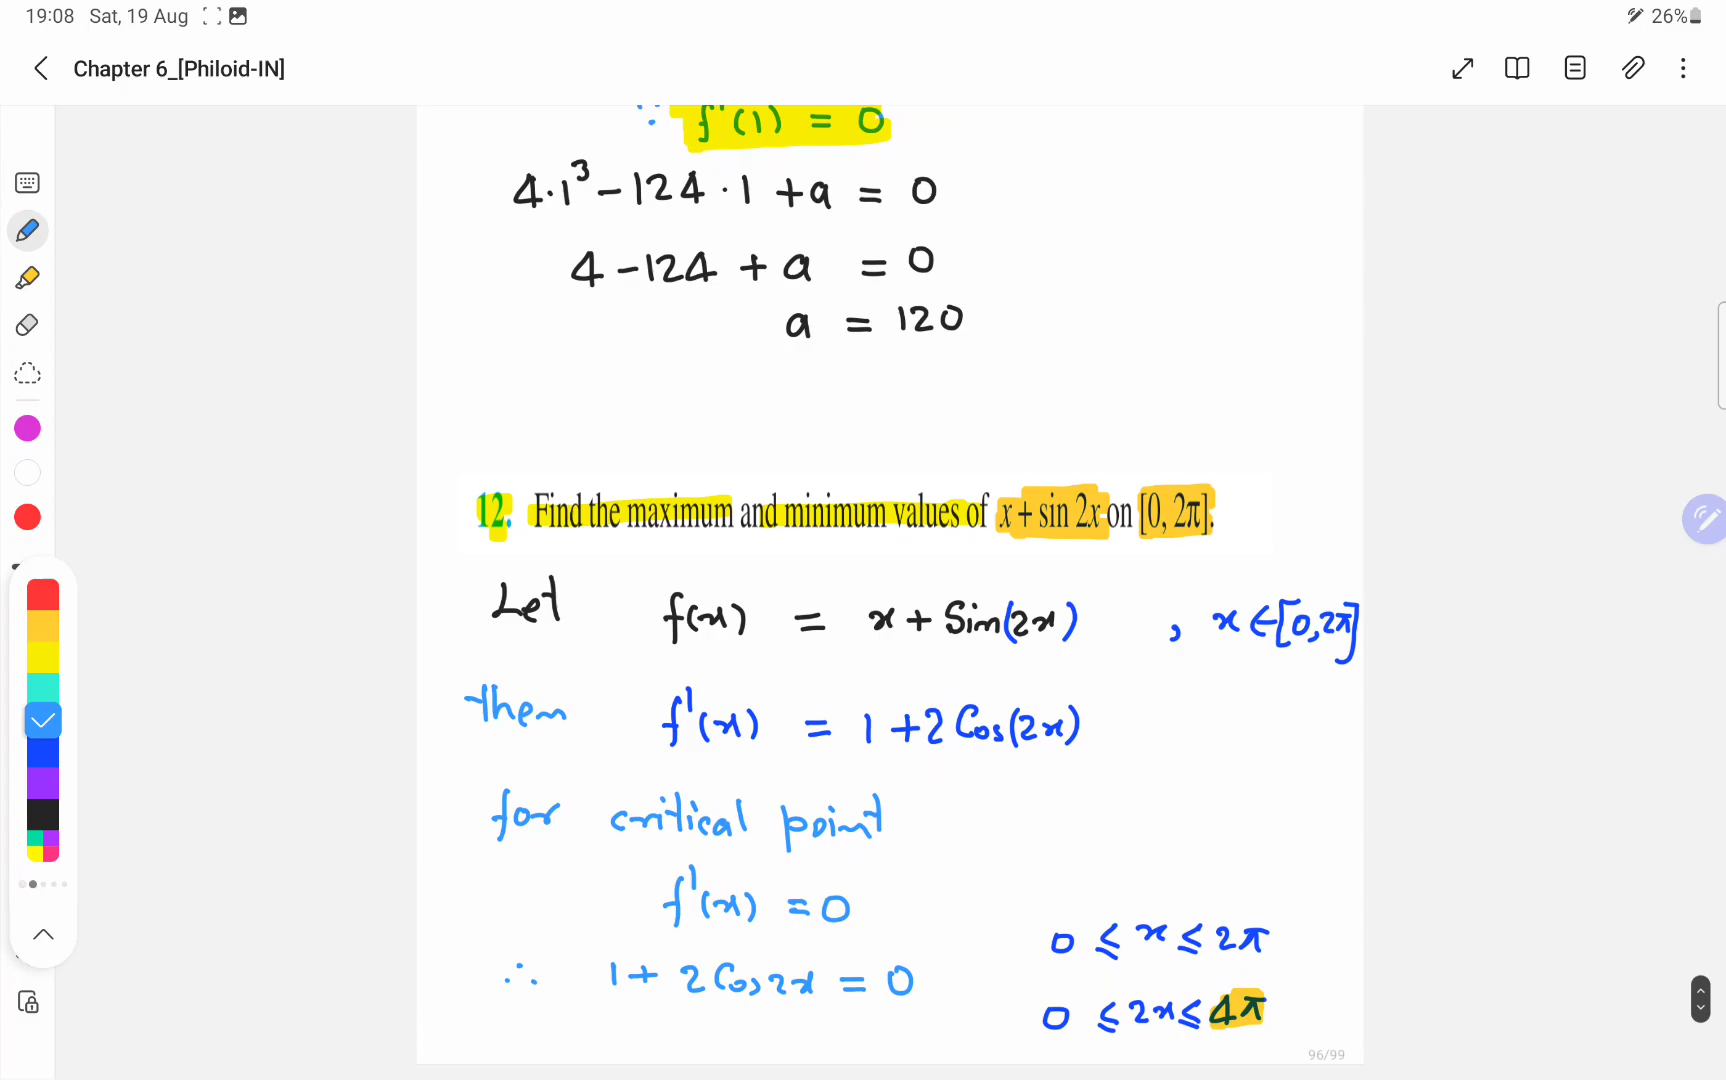 19:08 Sat, 19 Aug 26%
Chapter 6_[Philoid-IN]
∵ f'(1) = 0
4·1³ - 124·1 + a = 0
4 - 124 + a = 0
a = 120
12. Find the maximum and minimum values of x + sin 2x on [0, 2π].
Let f(x) = x + Sin(2x) , x ∈ [0, 2π]
then f'(x) = 1 + 2 Cos(2x)
for critical point
f'(x) = 0
0 ≤ x ≤ 2π
∴ 1 + 2 Cos2x = 0
0 ≤ 2x ≤ 4π
96/99